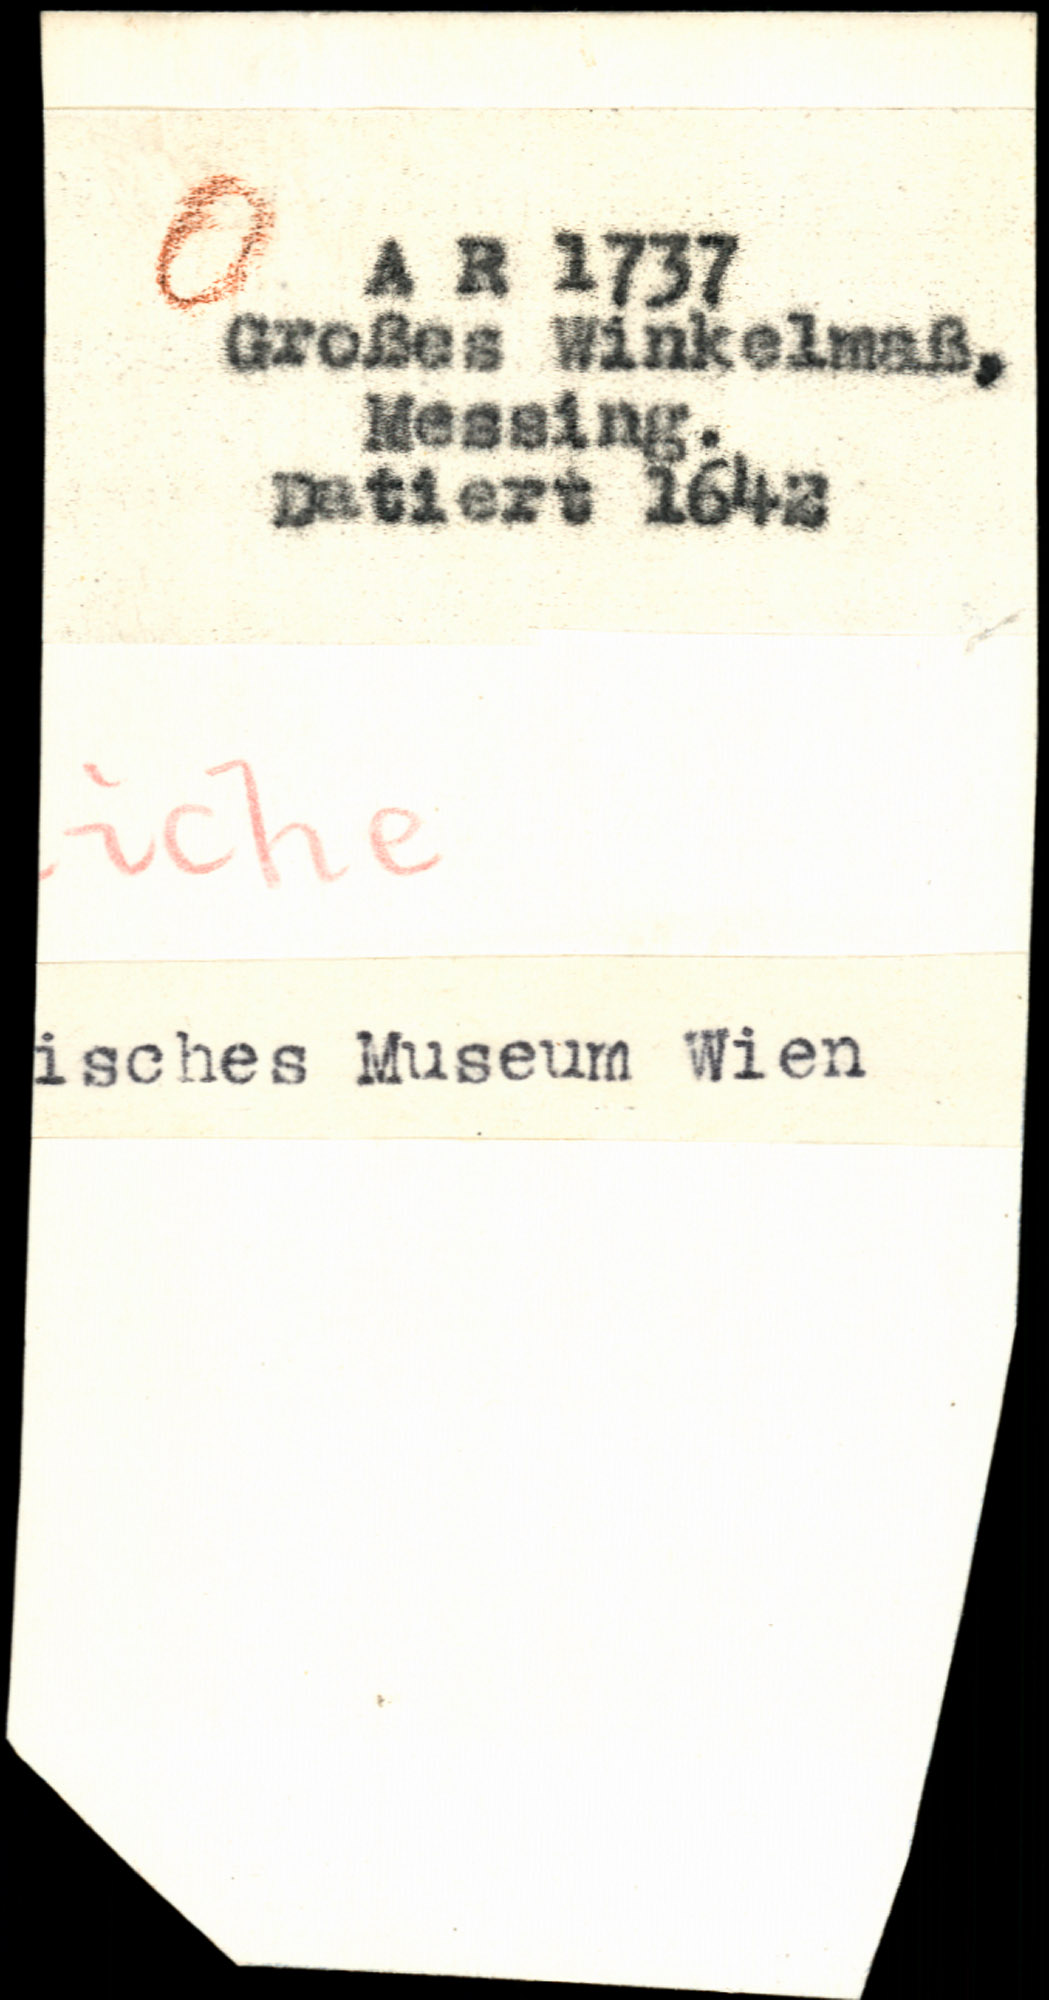 O
A R 1737
Großes Winkelmaß,
Messing.
Datiert 1642
iche
isches Museum Wien